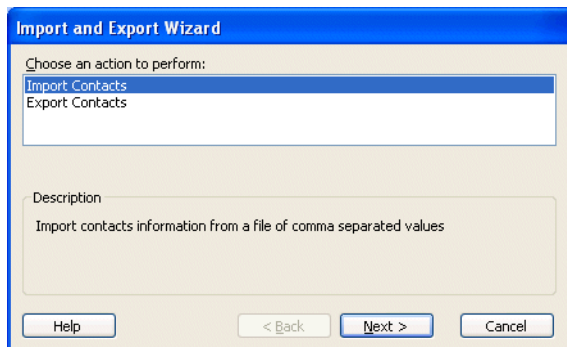 Import and Export Wizard
Choose an action to perform:
Import Contacts
Export Contacts
Description
Import contacts information from a file of comma separated values
Help
< Back
Next >
Cancel